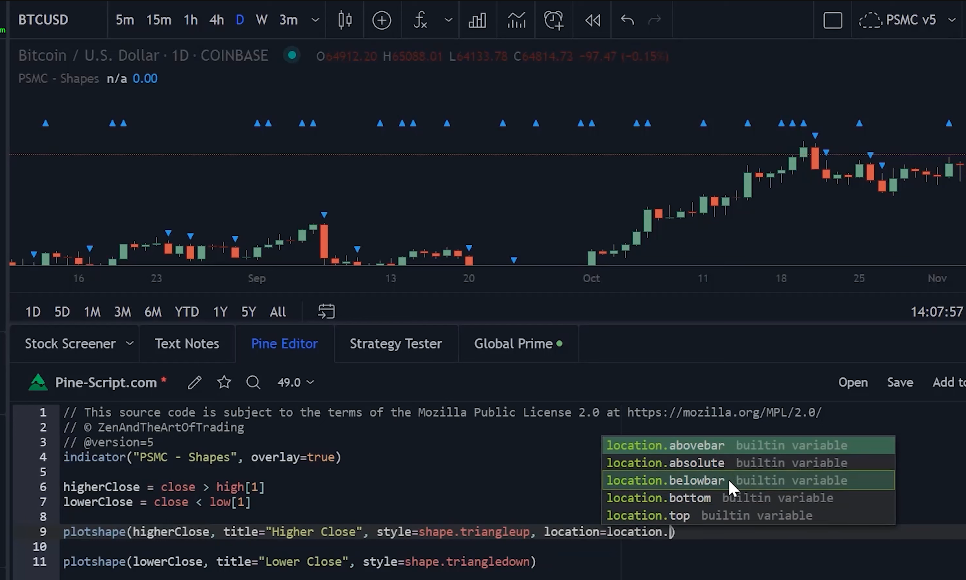 BTCUSD 5m 15m 1h 4h D W 3m PSMC v5
Bitcoin / U.S. Dollar · 1D · COINBASE O64912.20 H65088.01 L64133.78 C64814.73 −97.47 (−0.15%)
PSMC - Shapes n/a 0.00
16 23 Sep 13 20 Oct 11 18 25 Nov
1D 5D 1M 3M 6M YTD 1Y 5Y All 14:07:57
Stock Screener Text Notes Pine Editor Strategy Tester Global Prime
Pine-Script.com * 49.0 Open Save Add to
1 // This source code is subject to the terms of the Mozilla Public License 2.0 at https://mozilla.org/MPL/2.0/
2 // © ZenAndTheArtOfTrading
3 // @version=5
4 indicator("PSMC - Shapes", overlay=true)
5
6 higherClose = close > high[1]
7 lowerClose = close < low[1]
8
9 plotshape(higherClose, title="Higher Close", style=shape.triangleup, location=location.)
10
11 plotshape(lowerClose, title="Lower Close", style=shape.triangledown)
location.abovebar builtin variable
location.absolute builtin variable
location.belowbar builtin variable
location.bottom builtin variable
location.top builtin variable